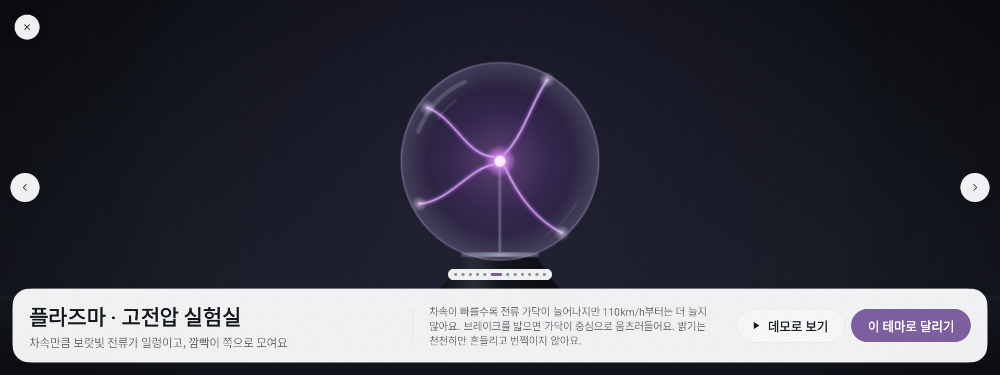 플라즈마 · 고전압 실험실
차속만큼 보랏빛 전류가 일렁이고, 깜빡이 쪽으로 모여요
차속이 빠를수록 전류 가닥이 늘어나지만 110km/h부터는 더 늘지
않아요. 브레이크를 밟으면 가닥이 중심으로 움츠러들어요. 밝기는
천천히만 흔들리고 번쩍이지 않아요.
데모로 보기
이 테마로 달리기